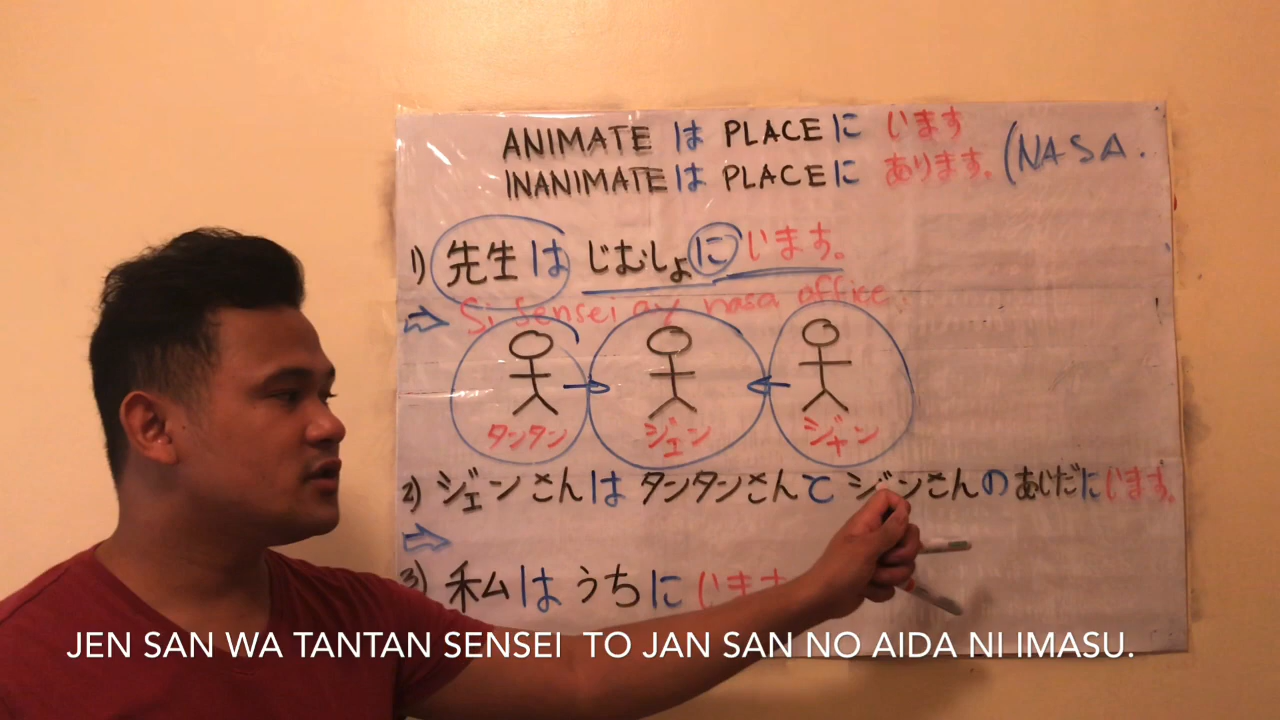 ANIMATE は PLACE に います
INANIMATE は PLACE に あります。 (NASA.
1) 先生は じむしょに います。
⇨ Si Sensei ay nasa office.
タンタン ジェン ジャン
2) ジェンさんは タンタンさんと ジンさんの あいだに います。
⇨
3) 私は うちに います
JEN SAN WA TANTAN SENSEI TO JAN SAN NO AIDA NI IMASU.